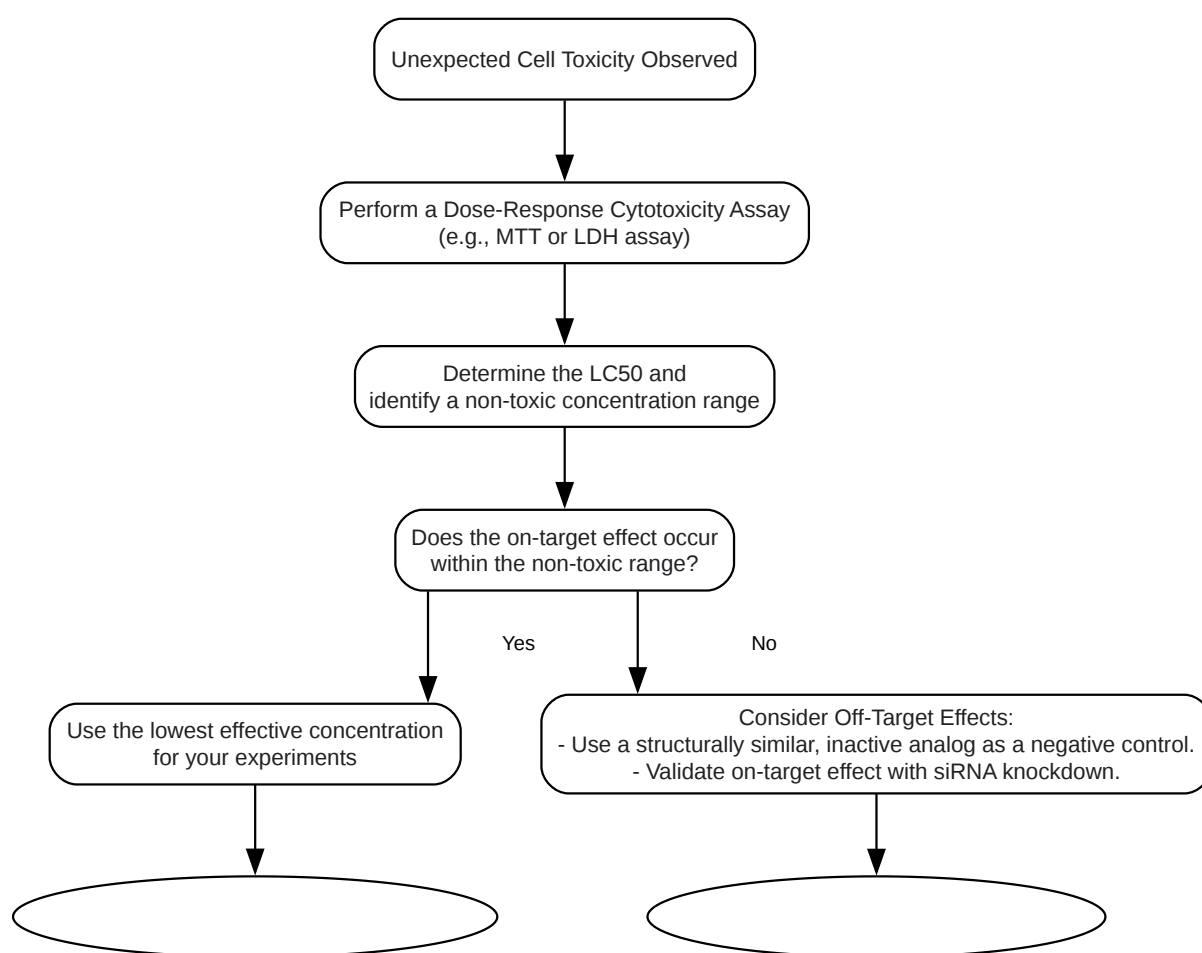 Unexpected Cell Toxicity Observed
Perform a Dose-Response Cytotoxicity Assay
(e.g., MTT or LDH assay)
Determine the LC50 and
identify a non-toxic concentration range
Does the on-target effect occur
within the non-toxic range?
Yes
No
Use the lowest effective concentration
for your experiments
Consider Off-Target Effects:
- Use a structurally similar, inactive analog as a negative control.
- Validate on-target effect with siRNA knockdown.